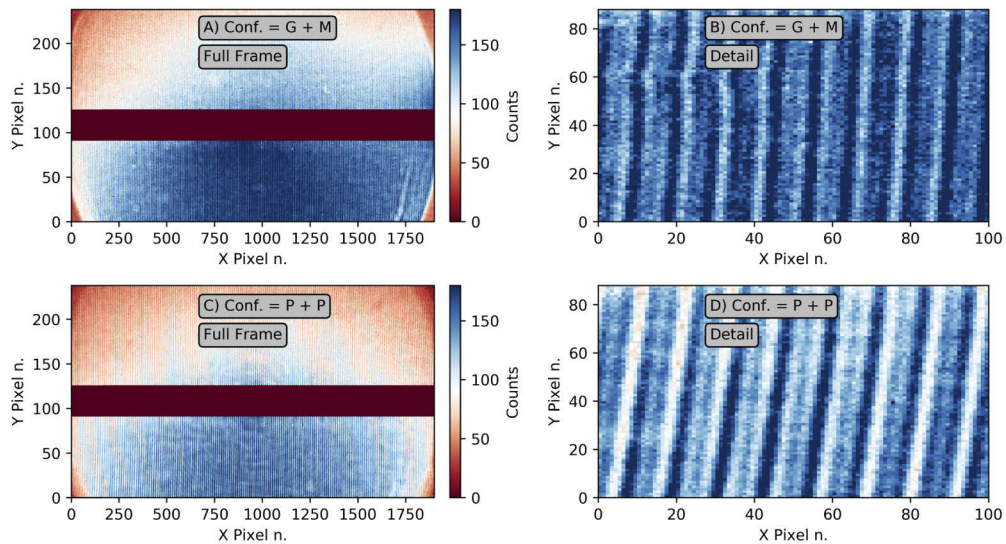 A) Conf. = G + M
Full Frame
Y Pixel n.
200
150
100
50
0
0 250 500 750 1000 1250 1500 1750
X Pixel n.
150
100
50
0
Counts
B) Conf. = G + M
Detail
Y Pixel n.
80
60
40
20
0
0 20 40 60 80 100
X Pixel n.
C) Conf. = P + P
Full Frame
Y Pixel n.
200
150
100
50
0
0 250 500 750 1000 1250 1500 1750
X Pixel n.
150
100
50
0
Counts
D) Conf. = P + P
Detail
Y Pixel n.
80
60
40
20
0
0 20 40 60 80 100
X Pixel n.